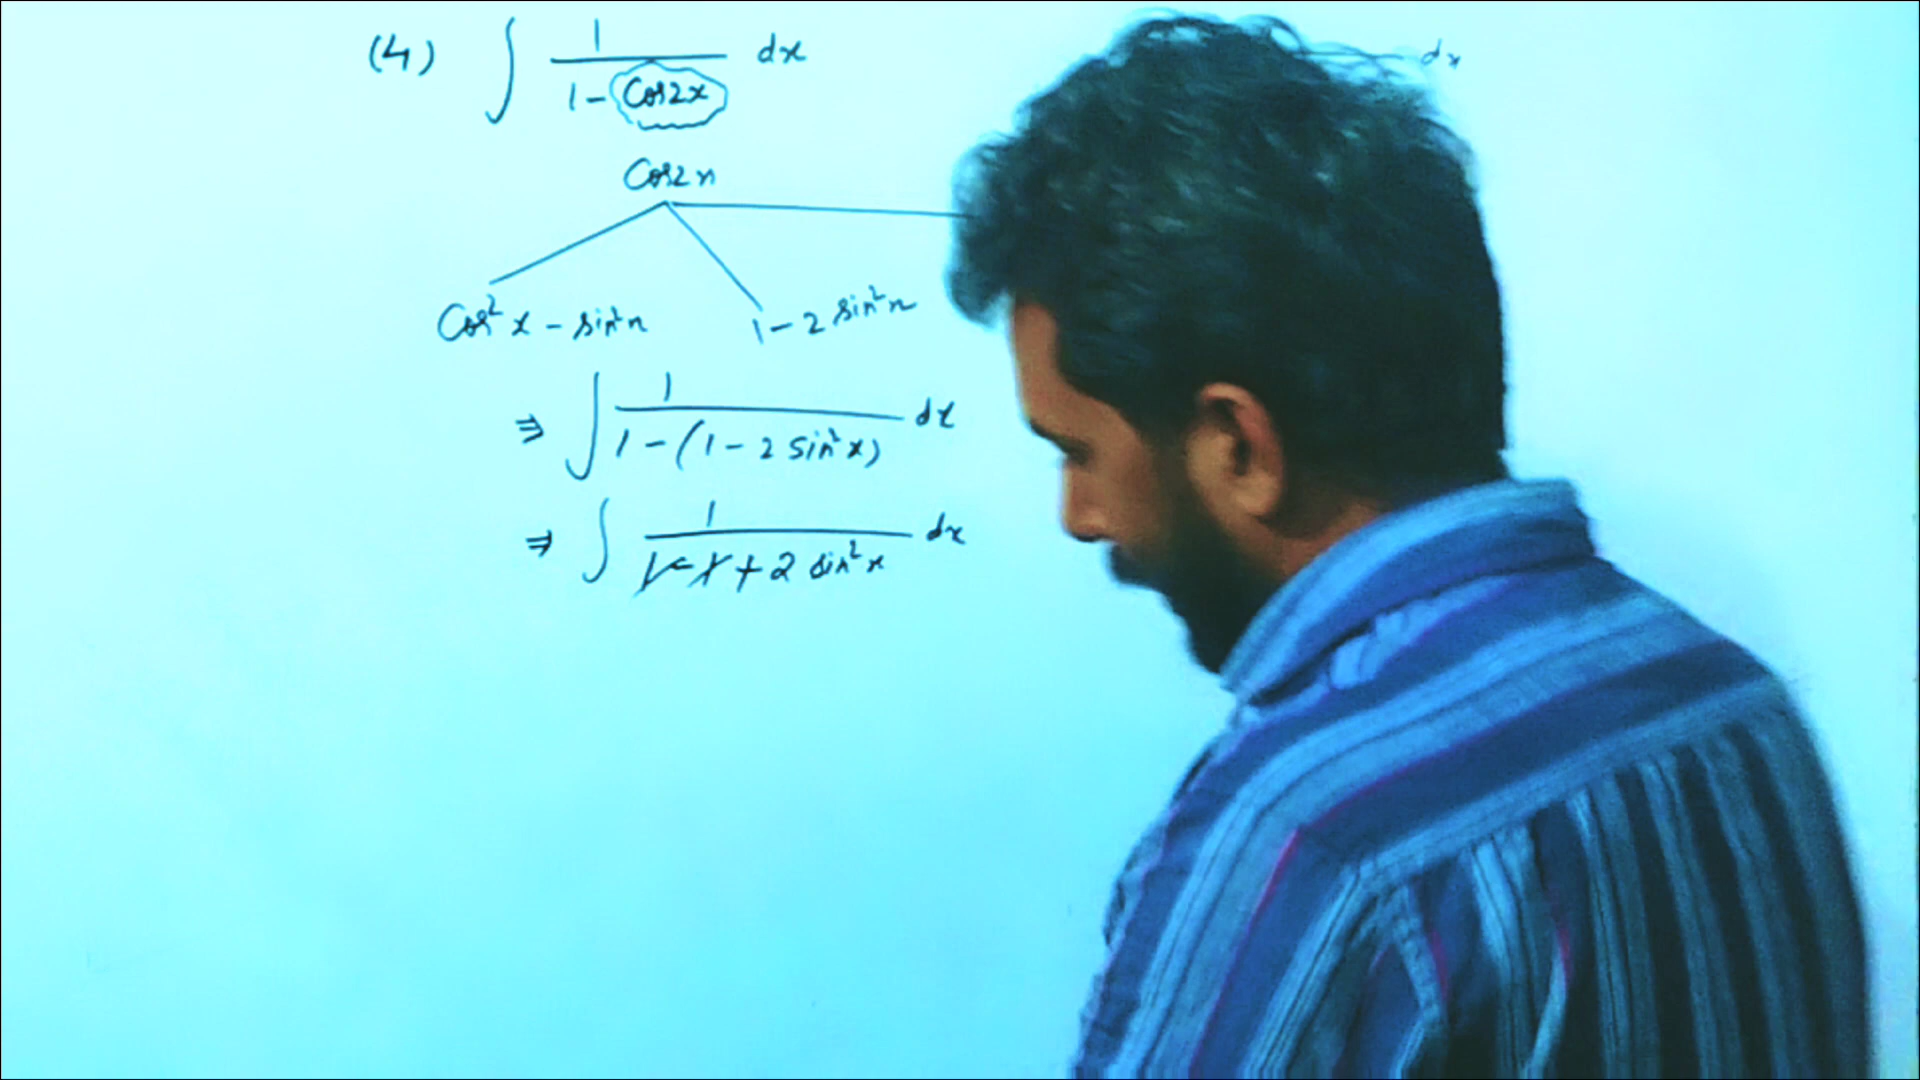 (4) ∫ 1 / (1 - Cos2x) dx
dx
Cos2x
Cos²x - sin²x 1 - 2 sin²x
⇒ ∫ 1 / (1 - (1 - 2 sin²x)) dx
⇒ ∫ 1 / (1 - 1 + 2 sin²x) dx